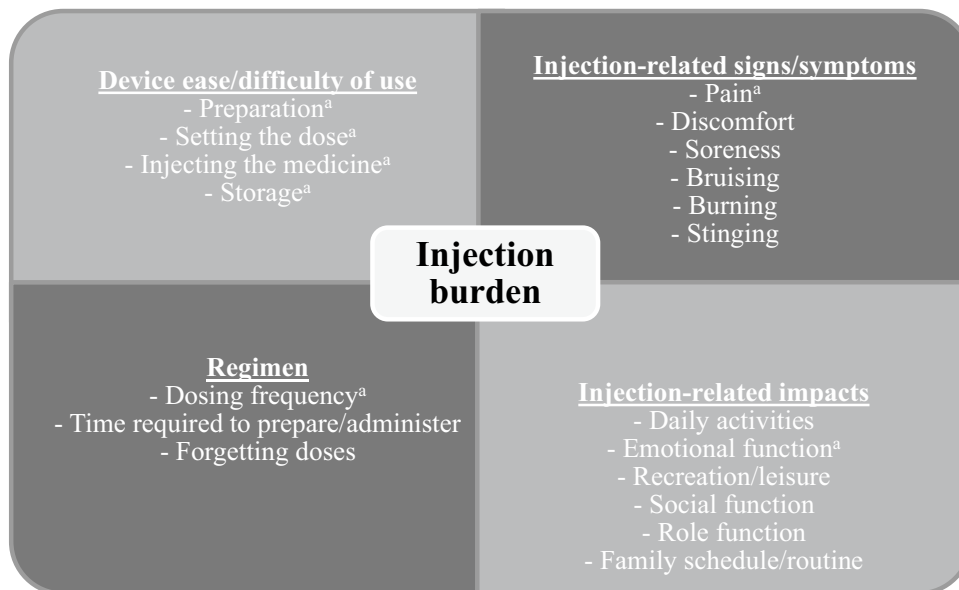 Device ease/difficulty of use
- Preparationᵃ
- Setting the doseᵃ
- Injecting the medicineᵃ
- Storageᵃ
Injection-related signs/symptoms
- Painᵃ
- Discomfort
- Soreness
- Bruising
- Burning
- Stinging
Injection
burden
Regimen
- Dosing frequencyᵃ
- Time required to prepare/administer
- Forgetting doses
Injection-related impacts
- Daily activities
- Emotional functionᵃ
- Recreation/leisure
- Social function
- Role function
- Family schedule/routine